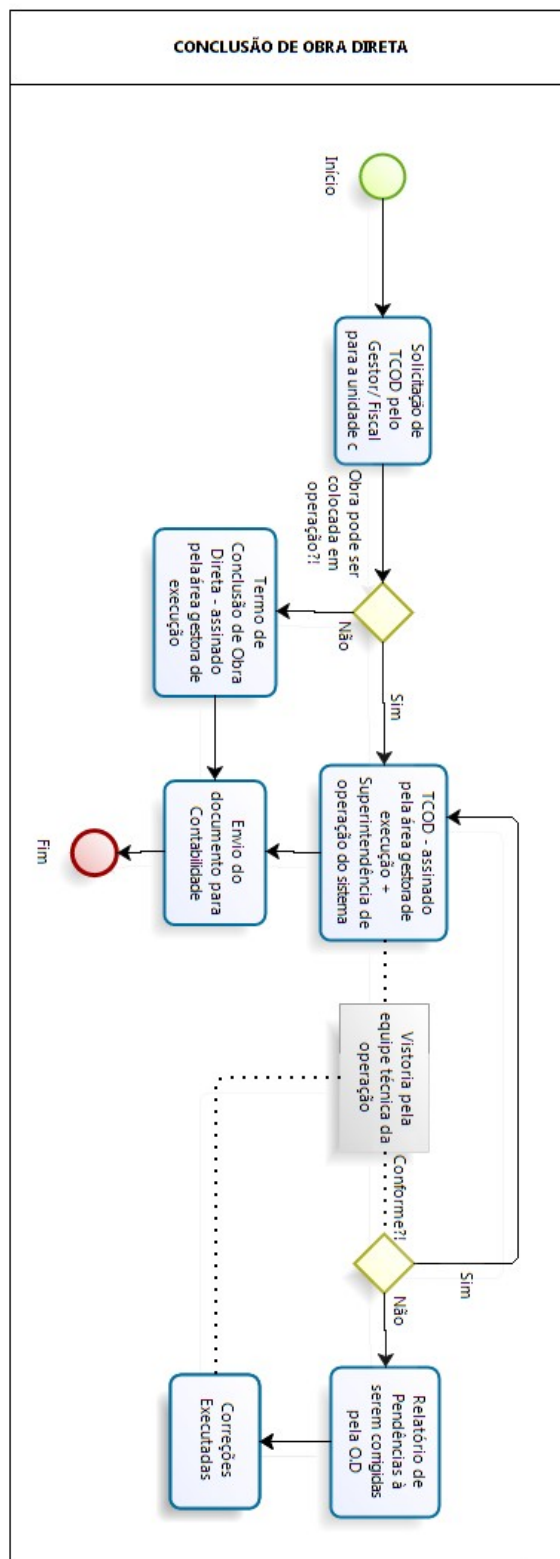 CONCLUSÃO DE OBRA DIRETA
Início
Solicitação de
TCOD pelo
Gestor/ Fiscal
para a unidade c
Obra pode ser
colocada em
operação?!
Não
Sim
Termo de
Conclusão de Obra
Direta - assinado
pela área gestora de
execução
TCOD - assinado
pela área gestora de
execução +
Superintendência de
operação do sistema
Envio do
documento para
Contabilidade
Fim
Vistoria pela
equipe técnica da
operação
Conforme?!
Sim
Não
Relatório de
Pendências à
serem corrigidas
pela O.D
Correções
Executadas